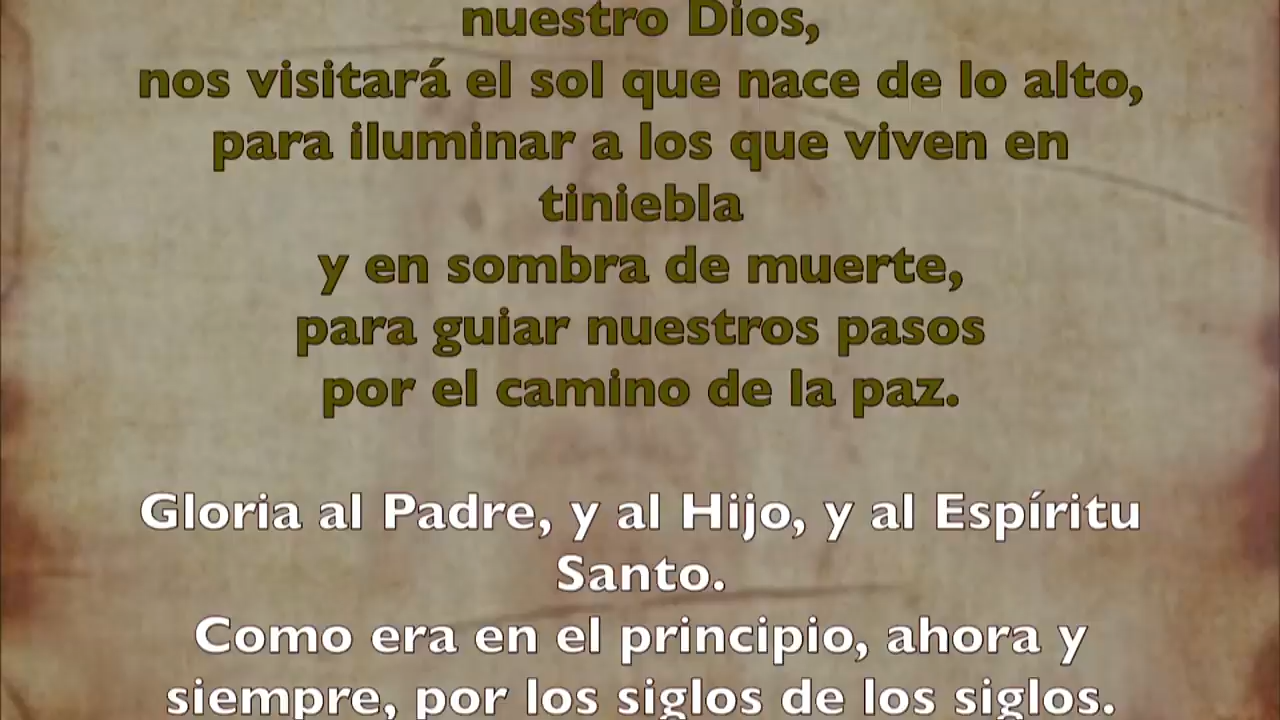 nuestro Dios,
nos visitará el sol que nace de lo alto,
para iluminar a los que viven en
tiniebla
y en sombra de muerte,
para guiar nuestros pasos
por el camino de la paz.
Gloria al Padre, y al Hijo, y al Espíritu
Santo.
Como era en el principio, ahora y
siempre, por los siglos de los siglos.